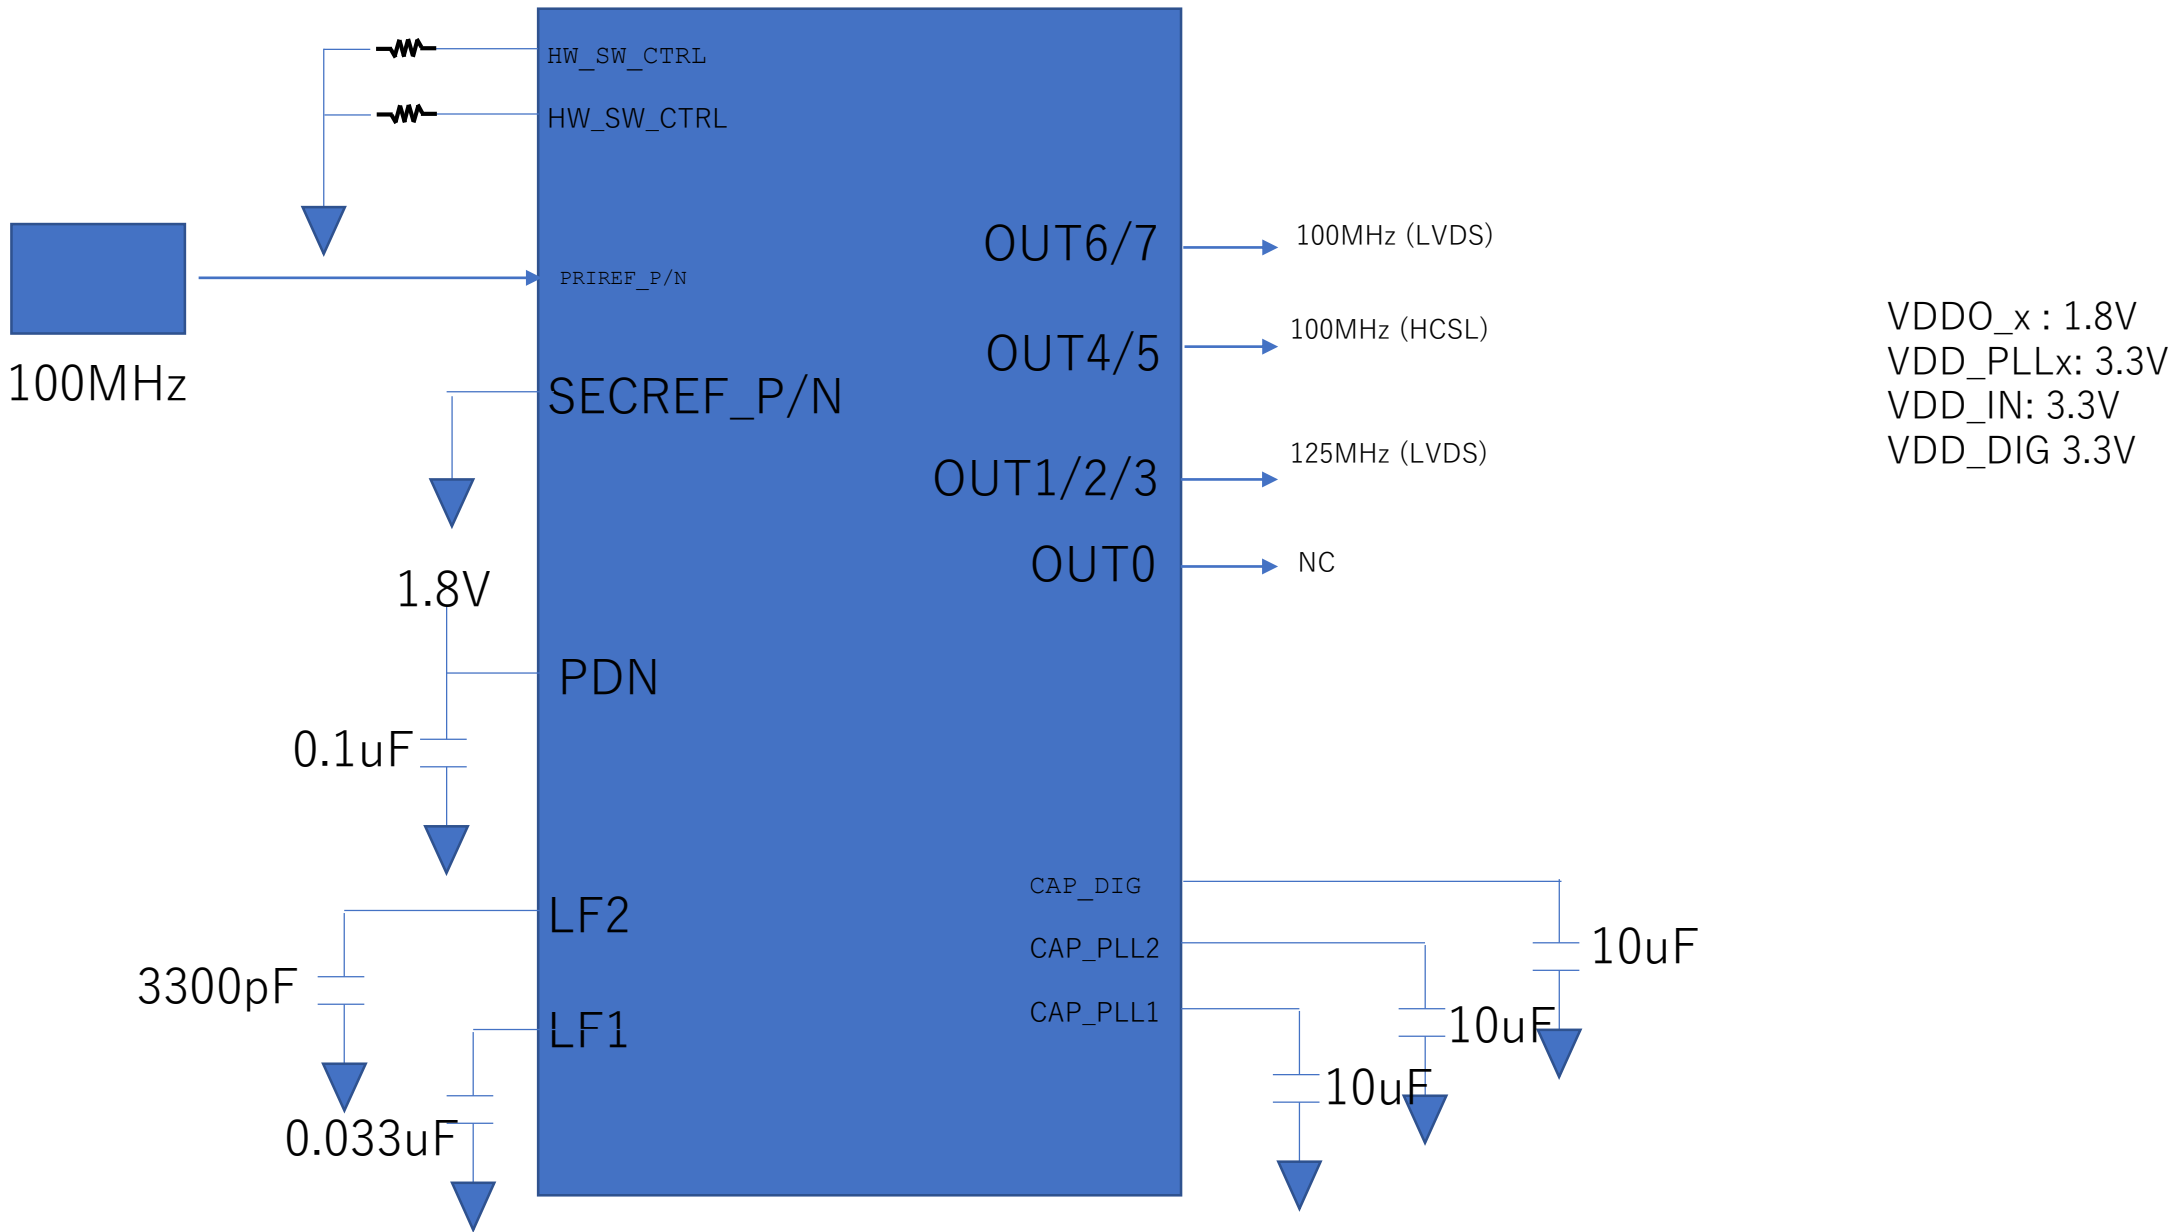 HW_SW_CTRL
HW_SW_CTRL
PRIREF_P/N
100MHz
SECREF_P/N
1.8V
PDN
0.1uF
LF2
3300pF
LF1
0.033uF
OUT6/7
100MHz (LVDS)
OUT4/5
100MHz (HCSL)
OUT1/2/3
125MHz (LVDS)
OUT0
NC
CAP_DIG
10uF
CAP_PLL2
10uF
CAP_PLL1
10uF
VDDO_x : 1.8V
VDD_PLLx: 3.3V
VDD_IN: 3.3V
VDD_DIG 3.3V